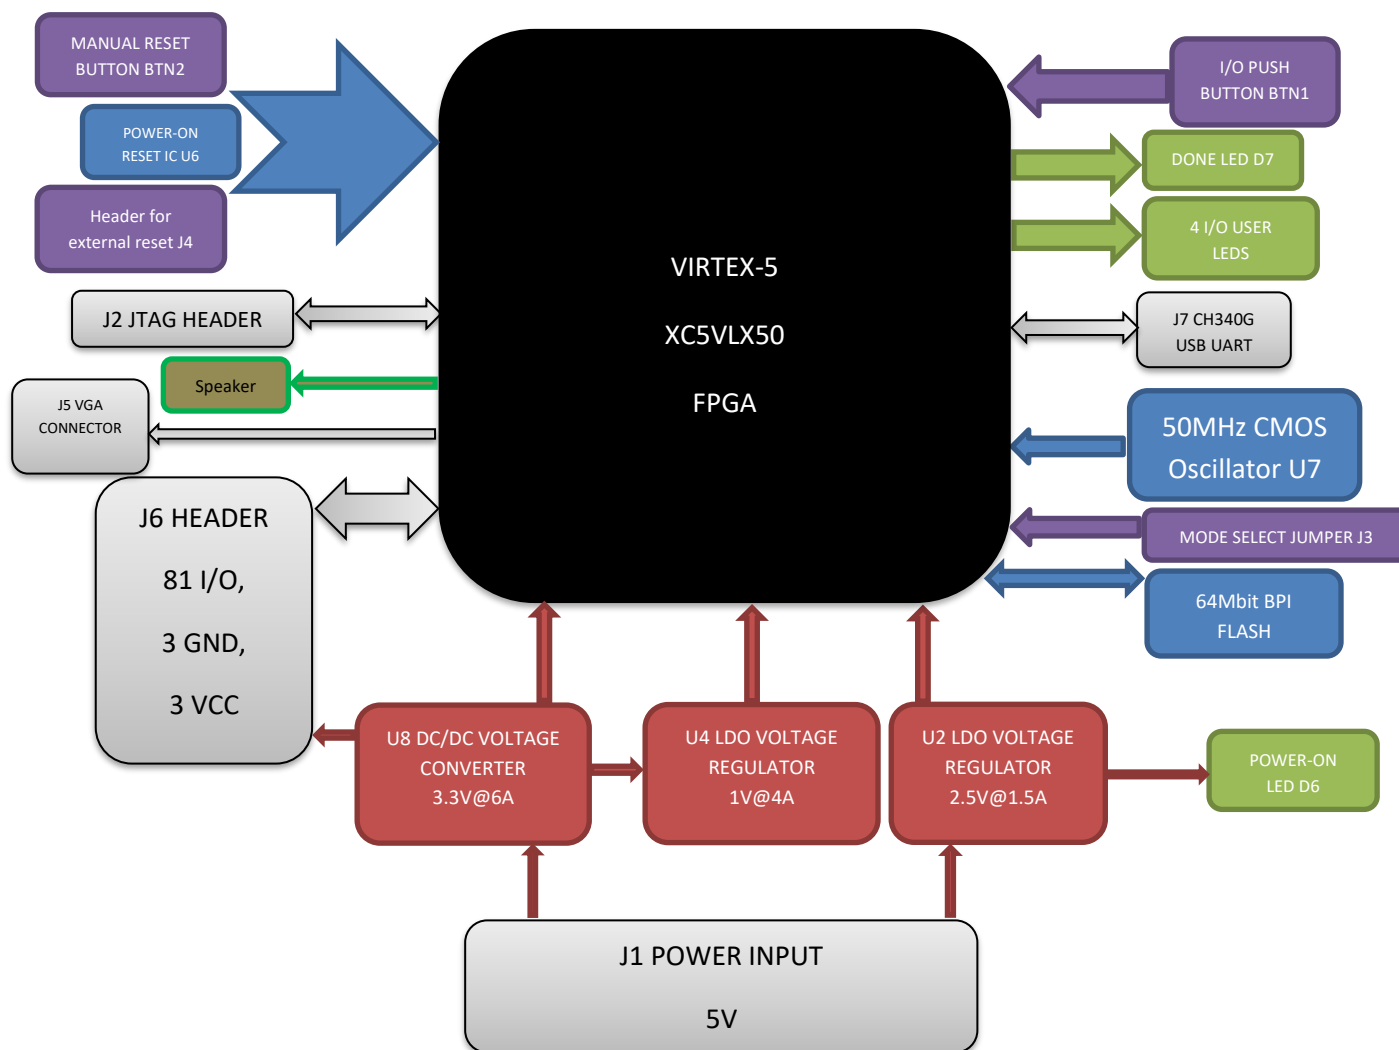 MANUAL RESET
BUTTON BTN2
POWER-ON
RESET IC U6
Header for
external reset J4
J2 JTAG HEADER
Speaker
J5 VGA
CONNECTOR
J6 HEADER
81 I/O,
3 GND,
3 VCC
VIRTEX-5
XC5VLX50
FPGA
I/O PUSH
BUTTON BTN1
DONE LED D7
4 I/O USER
LEDS
J7 CH340G
USB UART
50MHz CMOS
Oscillator U7
MODE SELECT JUMPER J3
64Mbit BPI
FLASH
U8 DC/DC VOLTAGE
CONVERTER
3.3V@6A
U4 LDO VOLTAGE
REGULATOR
1V@4A
U2 LDO VOLTAGE
REGULATOR
2.5V@1.5A
POWER-ON
LED D6
J1 POWER INPUT
5V